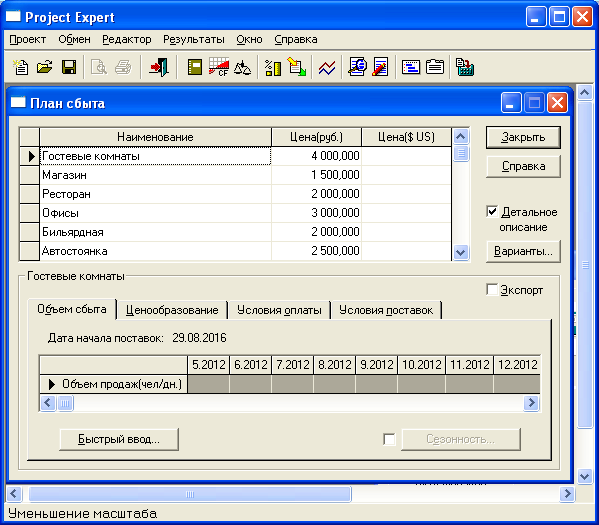 Project Expert
Проект Обмен Редактор Результаты Окно Справка
CF
План сбыта
Наименование Цена(руб.) Цена($ US)
Гостевые комнаты 4 000,000
Магазин 1 500,000
Ресторан 2 000,000
Офисы 3 000,000
Бильярдная 2 000,000
Автостоянка 2 500,000
Закрыть
Справка
Детальное описание
Варианты...
Гостевые комнаты
Экспорт
Объем сбыта Ценообразование Условия оплаты Условия поставок
Дата начала поставок: 29.08.2016
5.2012 6.2012 7.2012 8.2012 9.2012 10.2012 11.2012 12.2012
Объем продаж(чел/дн.)
Быстрый ввод... Сезонность...
Уменьшение масштаба